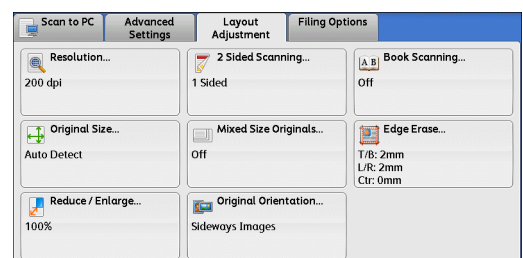 Scan to PC
Advanced
Settings
Layout
Adjustment
Filing Options
Resolution...
200 dpi
2 Sided Scanning...
1 Sided
A B
Book Scanning...
Off
Original Size...
Auto Detect
Mixed Size Originals...
Off
Edge Erase...
T/B: 2mm
L/R: 2mm
Ctr: 0mm
Reduce / Enlarge...
100%
Original Orientation...
Sideways Images